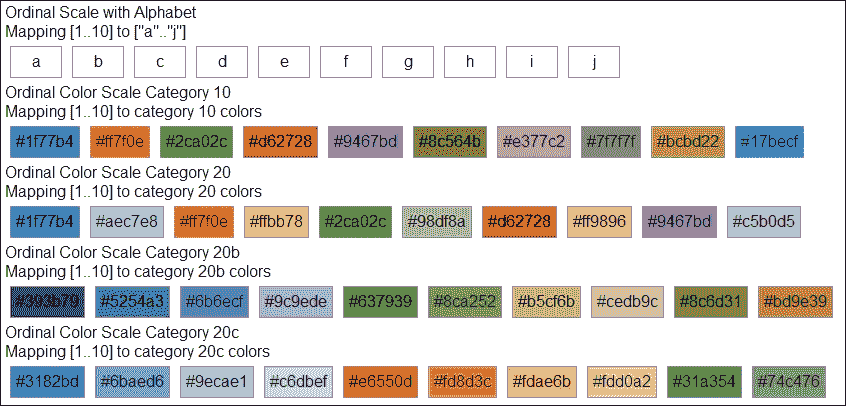 Ordinal Scale with Alphabet
Mapping [1..10] to ["a".."j"]
a b c d e f g h i j
Ordinal Color Scale Category 10
Mapping [1..10] to category 10 colors
#1f77b4 #ff7f0e #2ca02c #d62728 #9467bd #8c564b #e377c2 #7f7f7f #bcbd22 #17becf
Ordinal Color Scale Category 20
Mapping [1..10] to category 20 colors
#1f77b4 #aec7e8 #ff7f0e #ffbb78 #2ca02c #98df8a #d62728 #ff9896 #9467bd #c5b0d5
Ordinal Color Scale Category 20b
Mapping [1..10] to category 20b colors
#393b79 #5254a3 #6b6ecf #9c9ede #637939 #8ca252 #b5cf6b #cedb9c #8c6d31 #bd9e39
Ordinal Color Scale Category 20c
Mapping [1..10] to category 20c colors
#3182bd #6baed6 #9ecae1 #c6dbef #e6550d #fd8d3c #fdae6b #fdd0a2 #31a354 #74c476